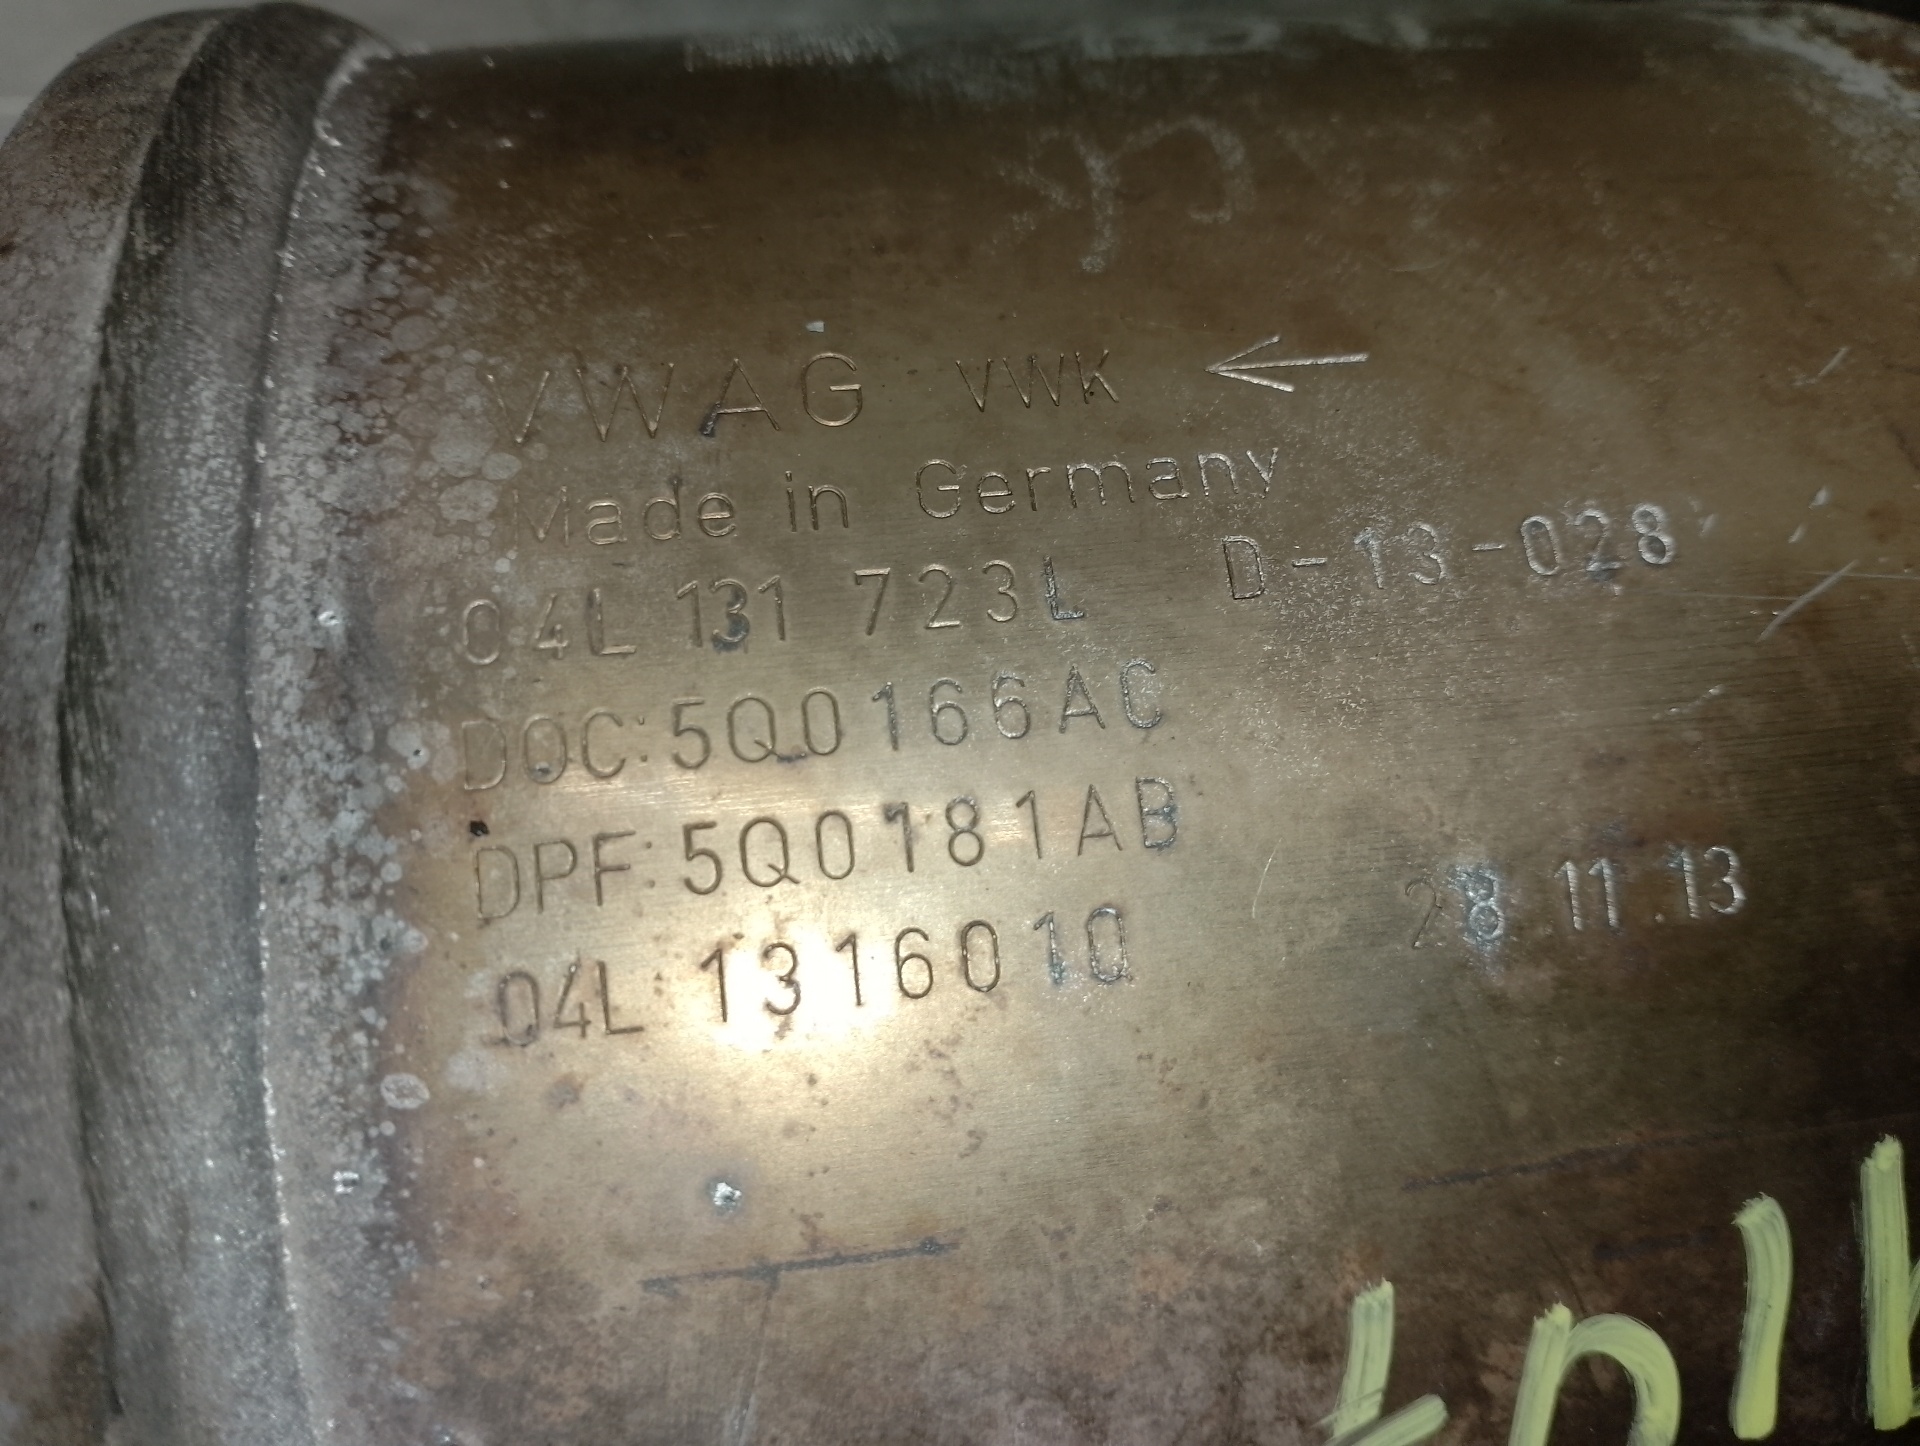 VWAG VWK ←
Made in Germany
04L 131 723L D-13-028
DOC:5Q0166AC
DPF:5Q0181AB
04L 131601Q 28.11.13